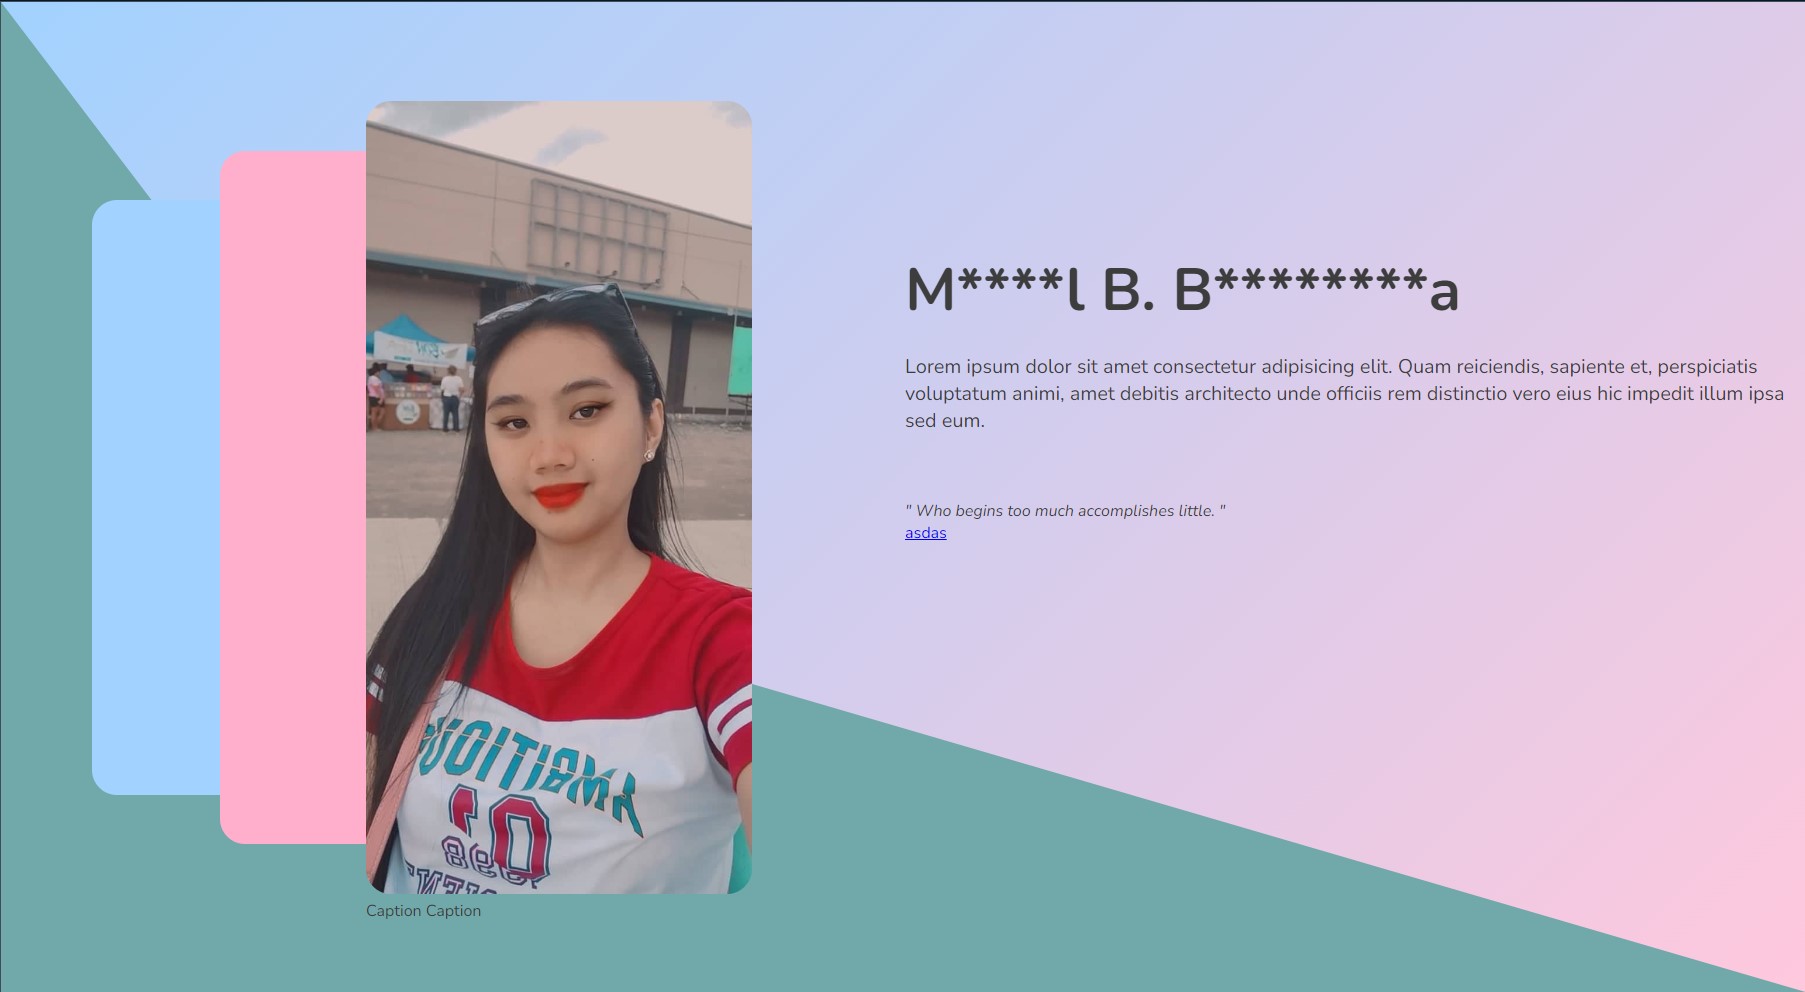 M****l B. B********a
Lorem ipsum dolor sit amet consectetur adipisicing elit. Quam reiciendis, sapiente et, perspiciatis
voluptatum animi, amet debitis architecto unde officiis rem distinctio vero eius hic impedit illum ipsa
sed eum.
" Who begins too much accomplishes little. "
asdas
AMBITIOU
Caption Caption